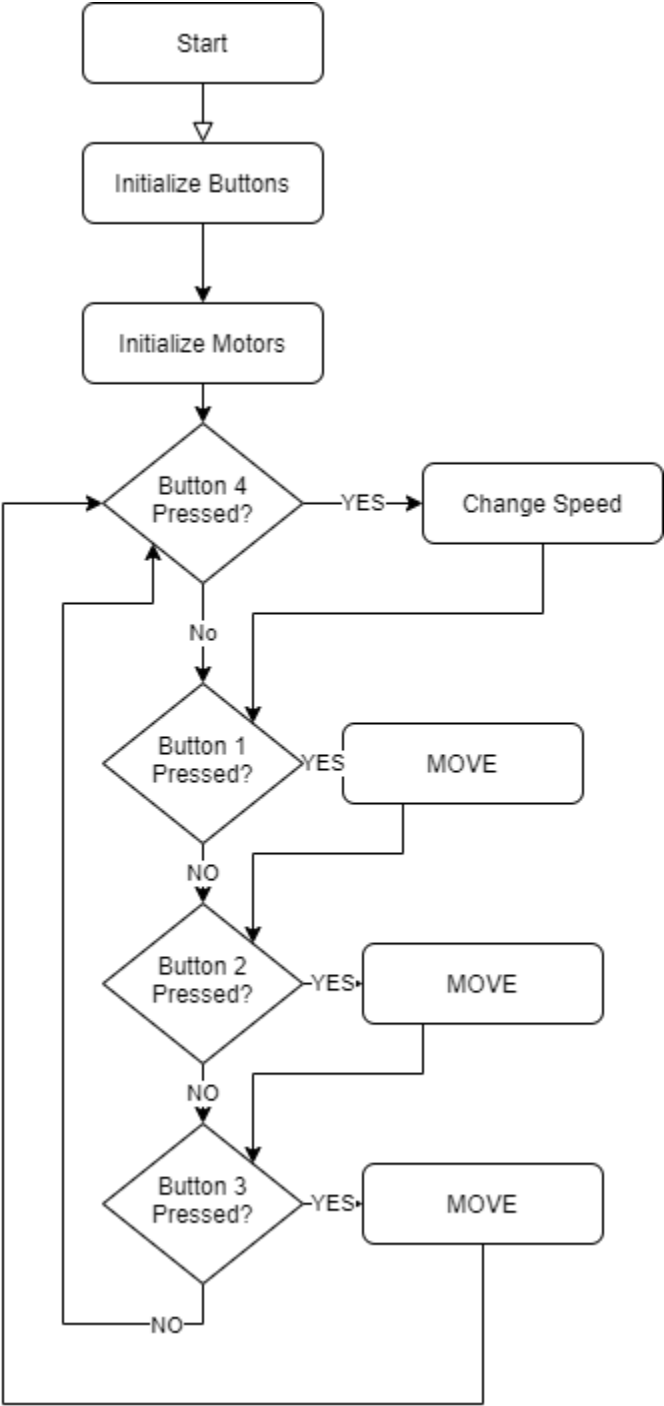 Start
Initialize Buttons
Initialize Motors
Button 4
Pressed?
YES
Change Speed
No
Button 1
Pressed?
YES
MOVE
NO
Button 2
Pressed?
YES
MOVE
NO
Button 3
Pressed?
YES
MOVE
NO